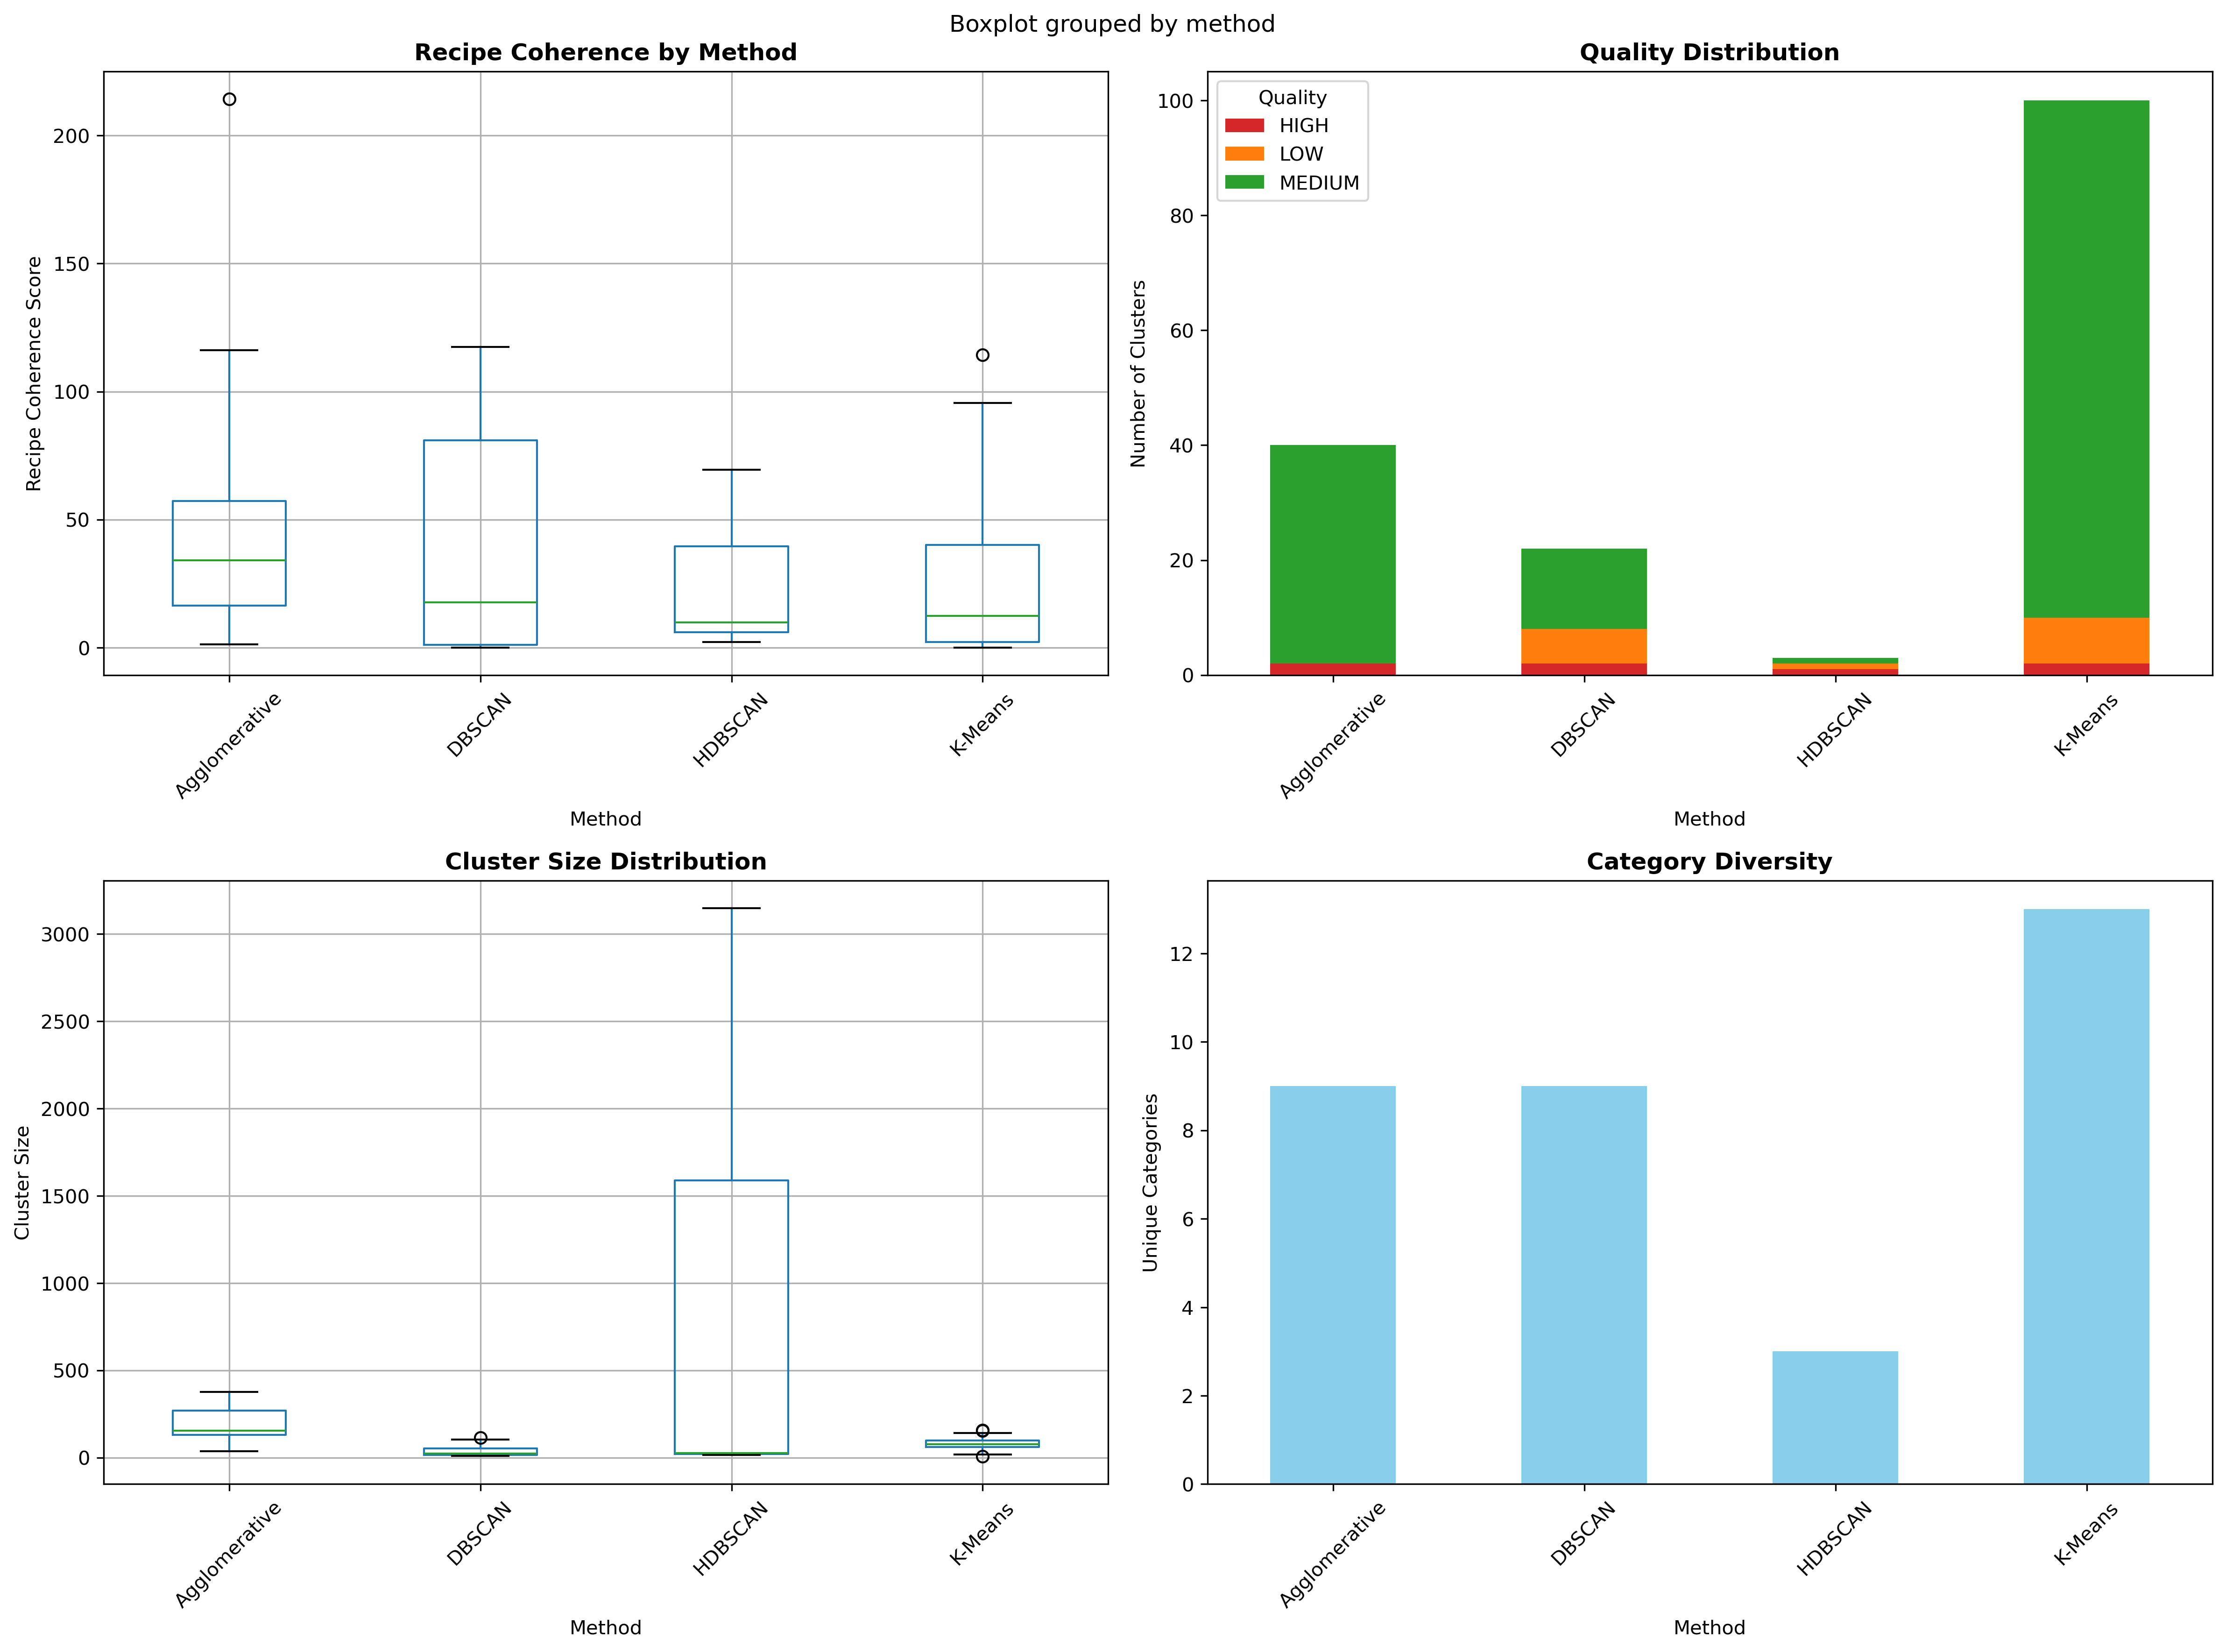 Boxplot grouped by method
Recipe Coherence by Method
Recipe Coherence Score
200
150
100
50
0
Agglomerative
DBSCAN
HDBSCAN
K-Means
Method
Quality Distribution
Quality
HIGH
LOW
MEDIUM
Number of Clusters
100
80
60
40
20
0
Agglomerative
DBSCAN
HDBSCAN
K-Means
Method
Cluster Size Distribution
Cluster Size
3000
2500
2000
1500
1000
500
0
Agglomerative
DBSCAN
HDBSCAN
K-Means
Method
Category Diversity
Unique Categories
12
10
8
6
4
2
0
Agglomerative
DBSCAN
HDBSCAN
K-Means
Method